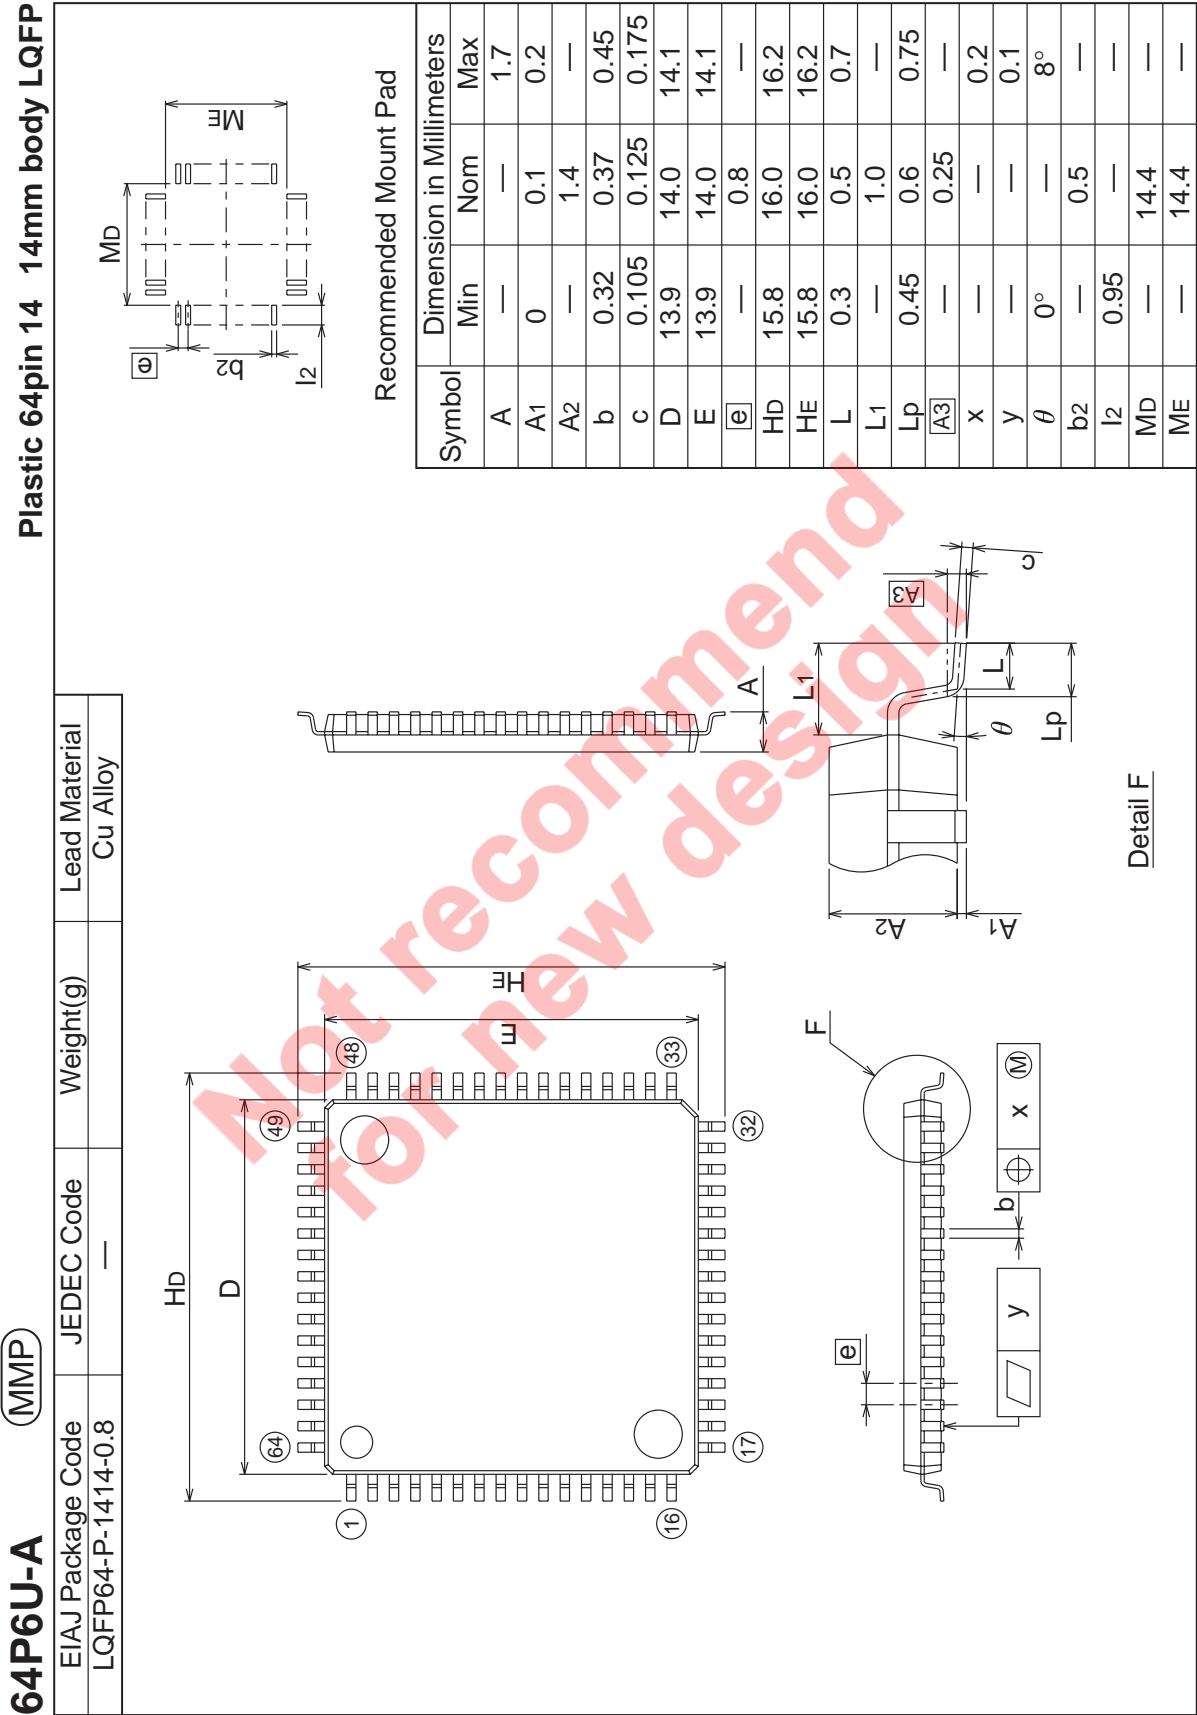 64P6U-A
MMP
Plastic 64pin 14 14mm body LQFP
EIAJ Package Code JEDEC Code Weight(g) Lead Material
LQFP64-P-1414-0.8 — Cu Alloy
HD
D
64
49
1
48
16
33
17
32
E
HE
A
e
b2
I2
MD
ME
Recommended Mount Pad
Symbol Dimension in Millimeters
Min Nom Max
A — — 1.7
A1 0 0.1 0.2
A2 — 1.4 —
b 0.32 0.37 0.45
c 0.105 0.125 0.175
D 13.9 14.0 14.1
E 13.9 14.0 14.1
e — 0.8 —
HD 15.8 16.0 16.2
HE 15.8 16.0 16.2
L 0.3 0.5 0.7
L1 — 1.0 —
Lp 0.45 0.6 0.75
A3 — 0.25 —
x — — 0.2
y — — 0.1
θ 0° — 8°
b2 — 0.5 —
I2 0.95 — —
MD — 14.4 —
ME — 14.4 —
e
F
y
b
x M
A2
A1
L1
A3
θ
L
Lp
c
Detail F
Not recommend
for new design